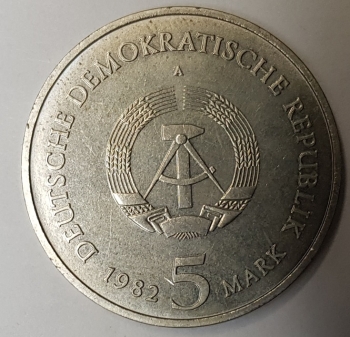 DEUTSCHE DEMOKRATISCHE REPUBLIK
A
1982 5 MARK